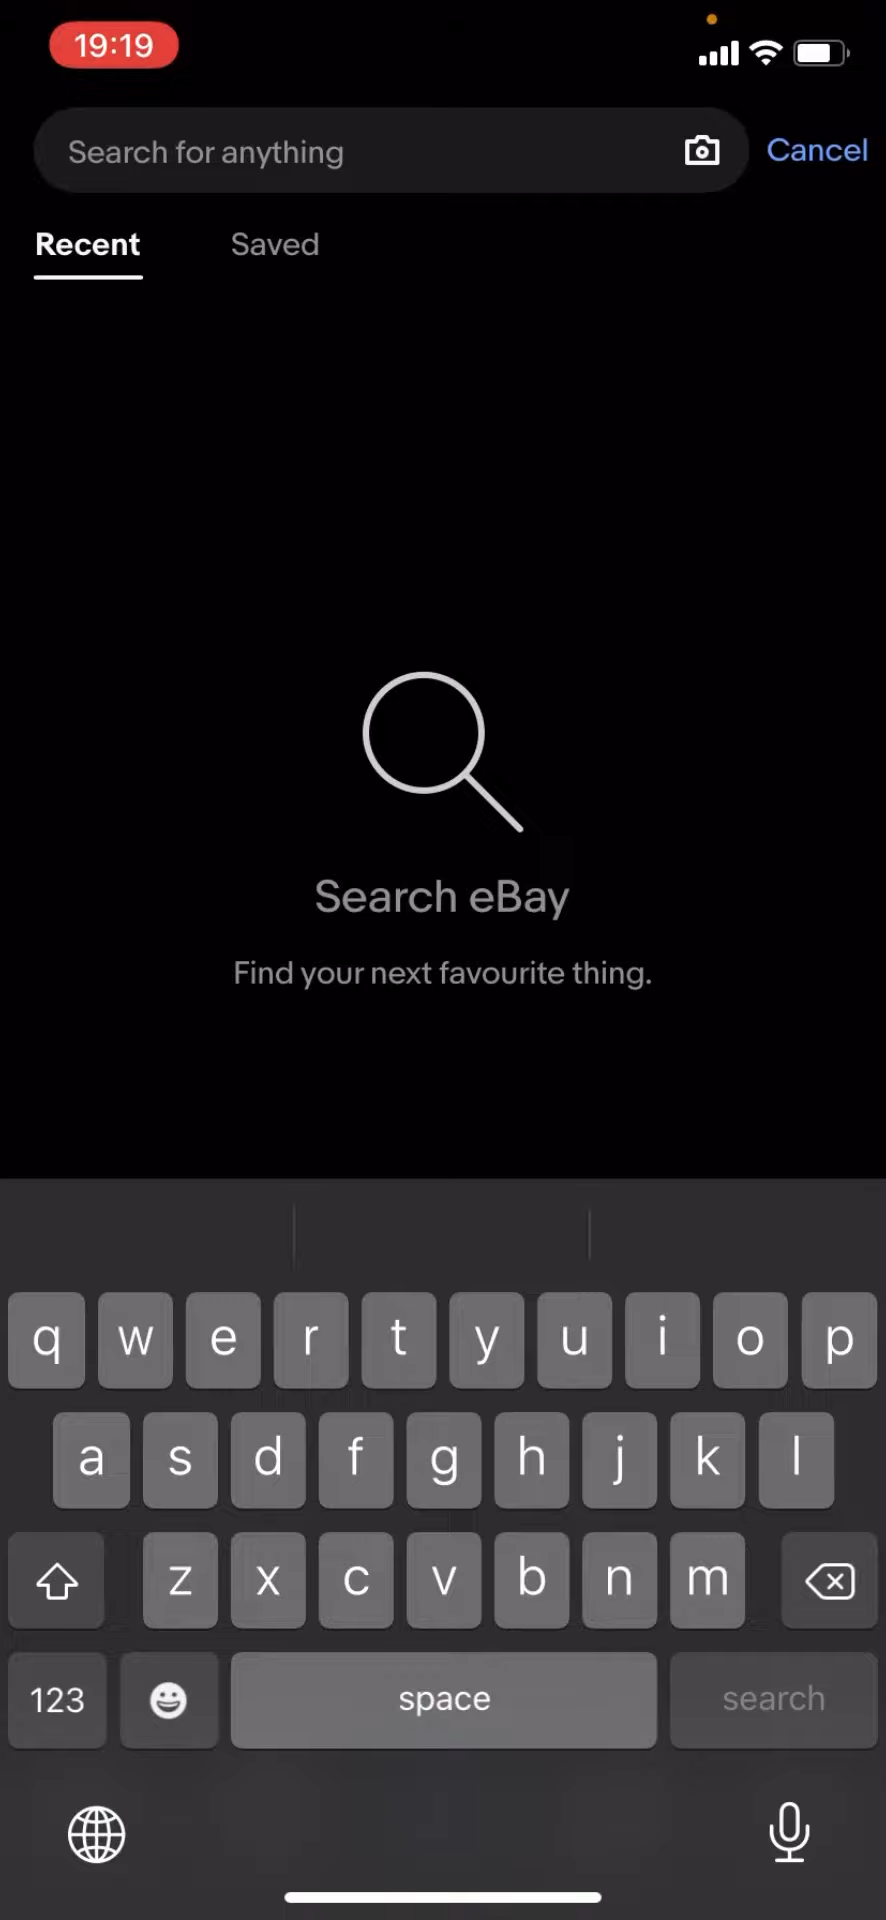 19:19
Search for anything
Cancel
Recent
Saved
Search eBay
Find your next favourite thing.
q w e r t y u i o p
a s d f g h j k l
z x c v b n m
123
space
search